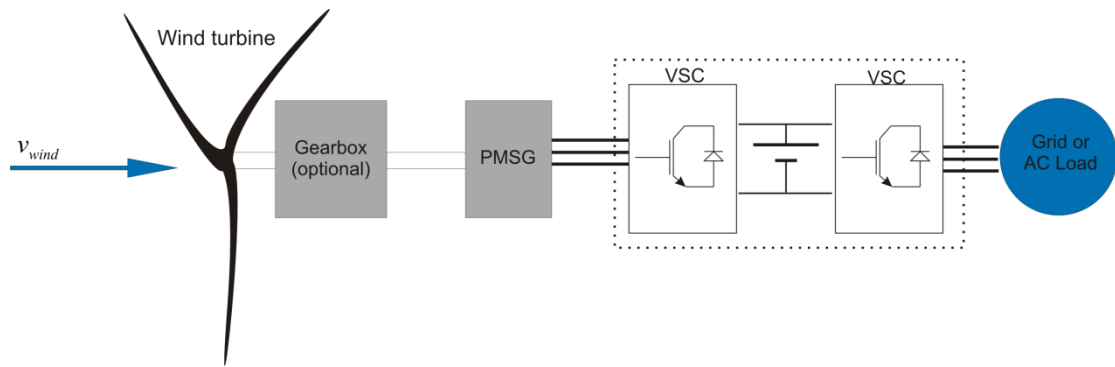 Wind turbine
v_wind
Gearbox
(optional)
PMSG
VSC
VSC
Grid or
AC Load